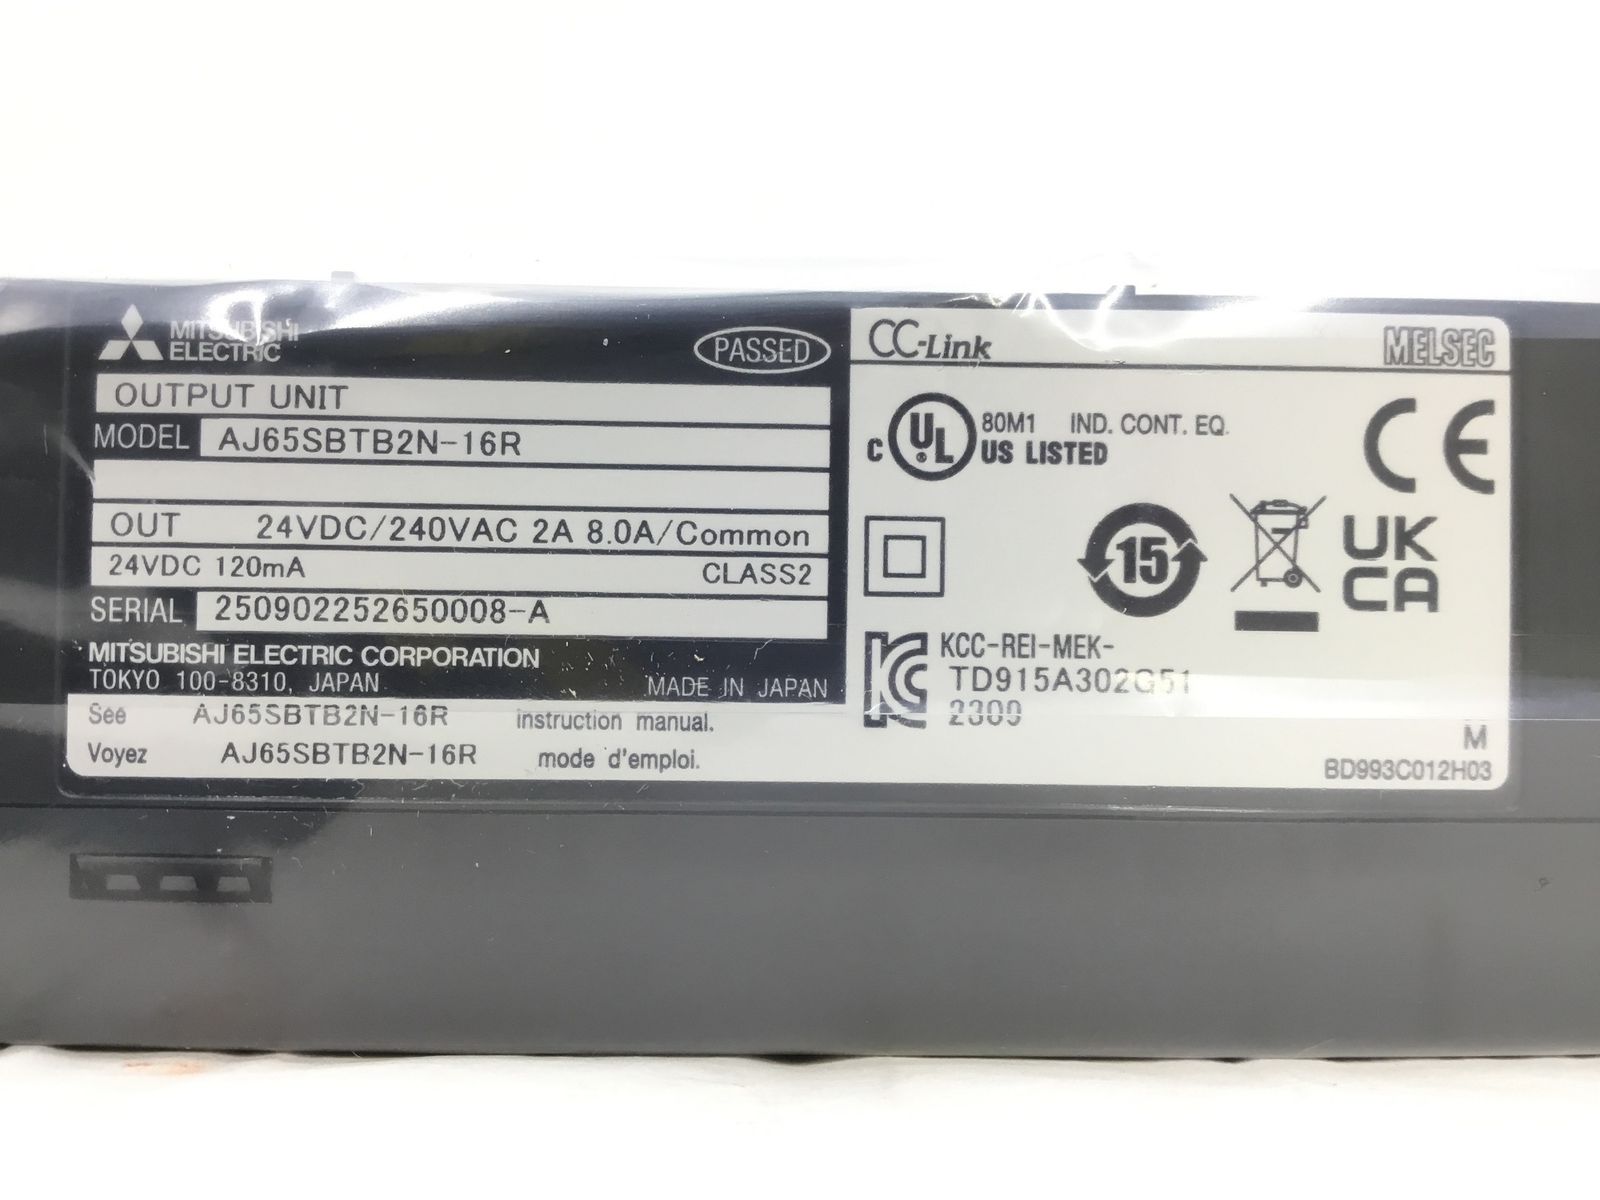 MITSUBISHI
ELECTRIC
PASSED
OUTPUT UNIT
MODEL AJ65SBTB2N-16R
OUT 24VDC/240VAC 2A 8.0A/Common
24VDC 120mA CLASS2
SERIAL 250902252650008-A
MITSUBISHI ELECTRIC CORPORATION
TOKYO 100-8310, JAPAN MADE IN JAPAN
See AJ65SBTB2N-16R instruction manual.
Voyez AJ65SBTB2N-16R mode d'emploi.
CC-Link MELSEC
C UL 80M1 IND. CONT. EQ.
US LISTED
CE
15
UK
CA
KCC-REI-MEK-
TD915A302G51
2309
M
BD993C012H03